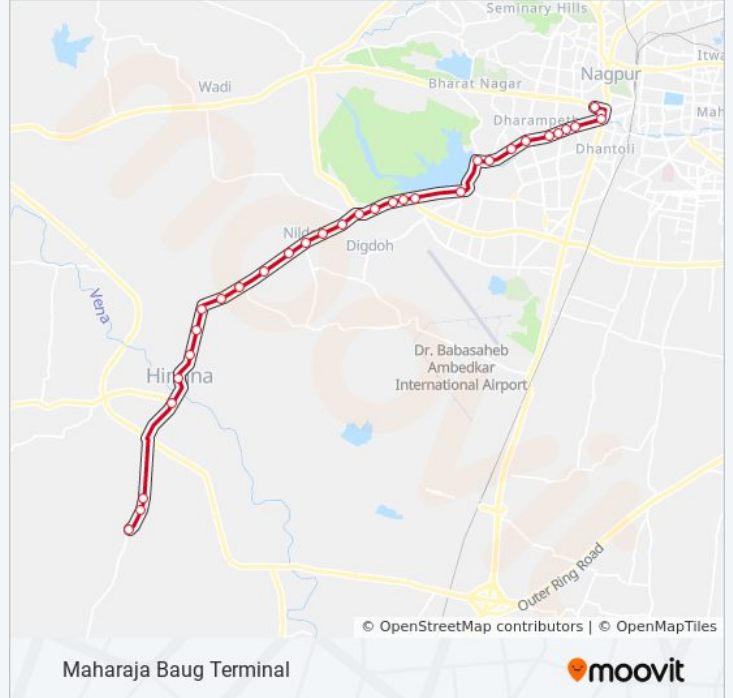 Seminary Hills
Itwa
Nagpur
Wadi
Bharat Nagar
Mah
Dharampeth
Dhantoli
Digdoh
Vena
Dr. Babasaheb
Ambedkar
International Airport
Outer Ring Road
© OpenStreetMap contributors | © OpenMapTiles
Maharaja Baug Terminal
moovit